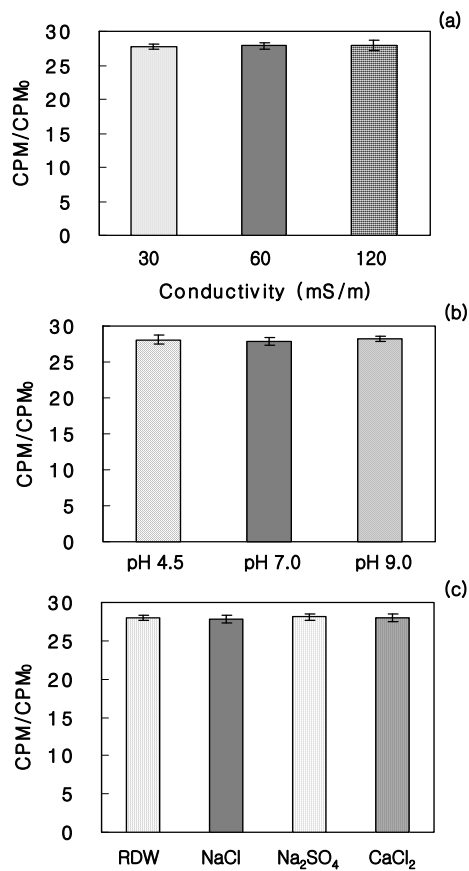 (a)
30
25
20
15
10
5
0
CPM/CPM₀
30 60 120
Conductivity (mS/m)
(b)
30
25
20
15
10
5
0
CPM/CPM₀
pH 4.5 pH 7.0 pH 9.0
(c)
30
25
20
15
10
5
0
CPM/CPM₀
RDW NaCl Na₂SO₄ CaCl₂